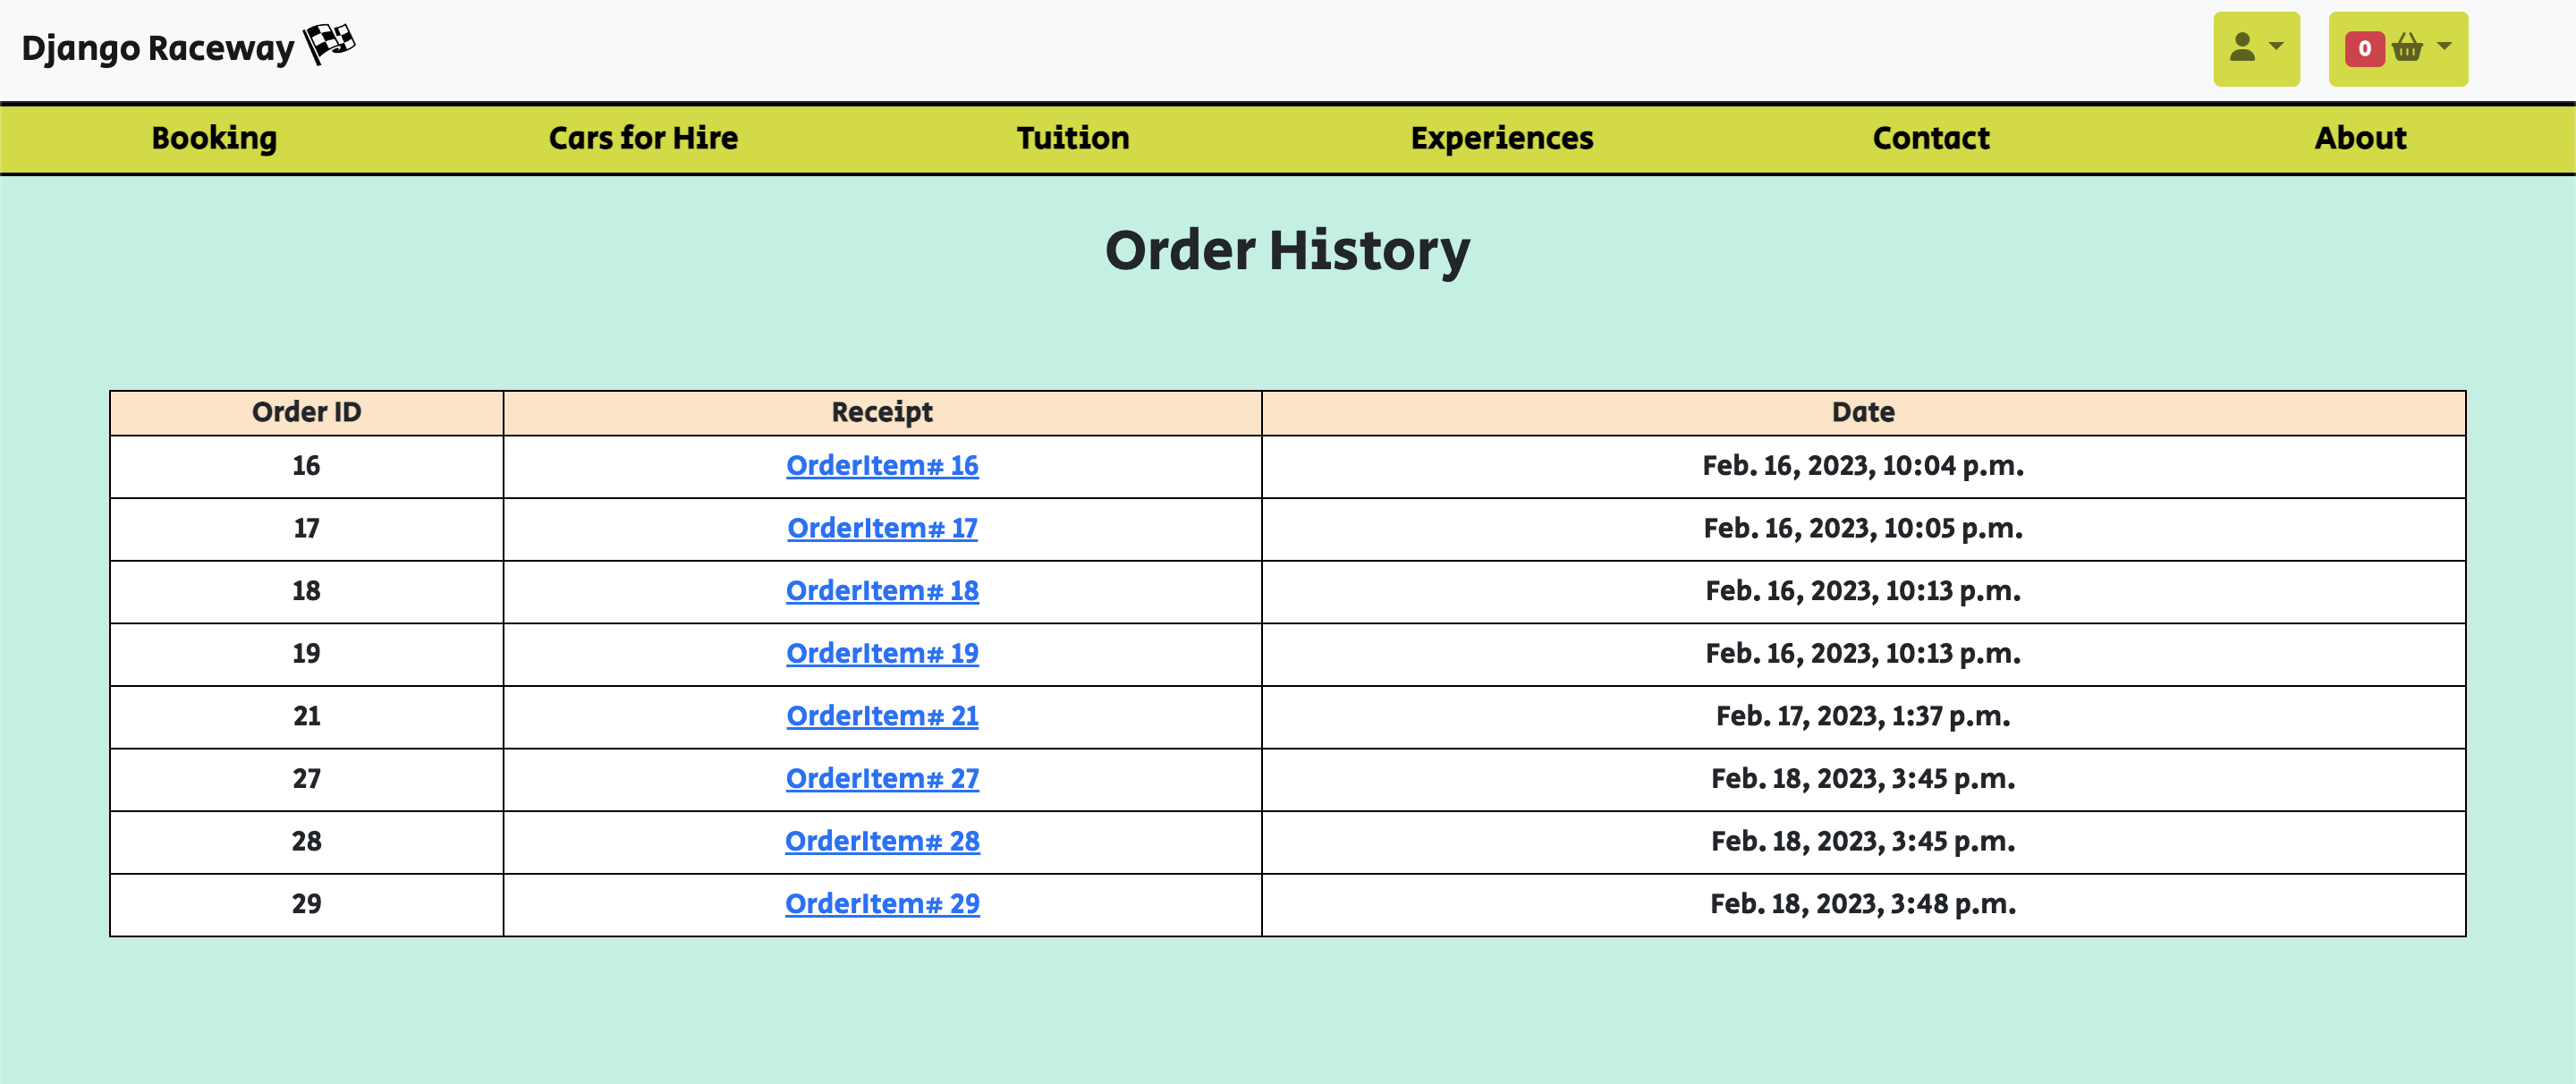 Django Raceway
0
Booking Cars for Hire Tuition Experiences Contact About
Order History
Order ID Receipt Date
16 OrderItem# 16 Feb. 16, 2023, 10:04 p.m.
17 OrderItem# 17 Feb. 16, 2023, 10:05 p.m.
18 OrderItem# 18 Feb. 16, 2023, 10:13 p.m.
19 OrderItem# 19 Feb. 16, 2023, 10:13 p.m.
21 OrderItem# 21 Feb. 17, 2023, 1:37 p.m.
27 OrderItem# 27 Feb. 18, 2023, 3:45 p.m.
28 OrderItem# 28 Feb. 18, 2023, 3:45 p.m.
29 OrderItem# 29 Feb. 18, 2023, 3:48 p.m.